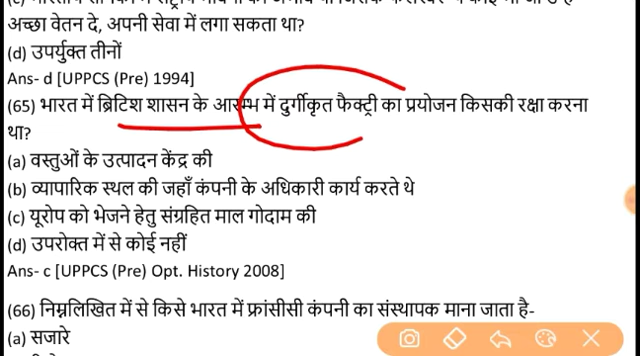 अच्छा वेतन दे, अपनी सेवा में लगा सकता था?
(d) उपर्युक्त तीनों
Ans- d [UPPCS (Pre) 1994]
(65) भारत में ब्रिटिश शासन के आरम्भ में दुर्गीकृत फैक्ट्री का प्रयोजन किसकी रक्षा करना
था?
(a) वस्तुओं के उत्पादन केंद्र की
(b) व्यापारिक स्थल की जहाँ कंपनी के अधिकारी कार्य करते थे
(c) यूरोप को भेजने हेतु संग्रहित माल गोदाम की
(d) उपरोक्त में से कोई नहीं
Ans- c [UPPCS (Pre) Opt. History 2008]
(66) निम्नलिखित में से किसे भारत में फ्रांसीसी कंपनी का संस्थापक माना जाता है-
(a) सजारे